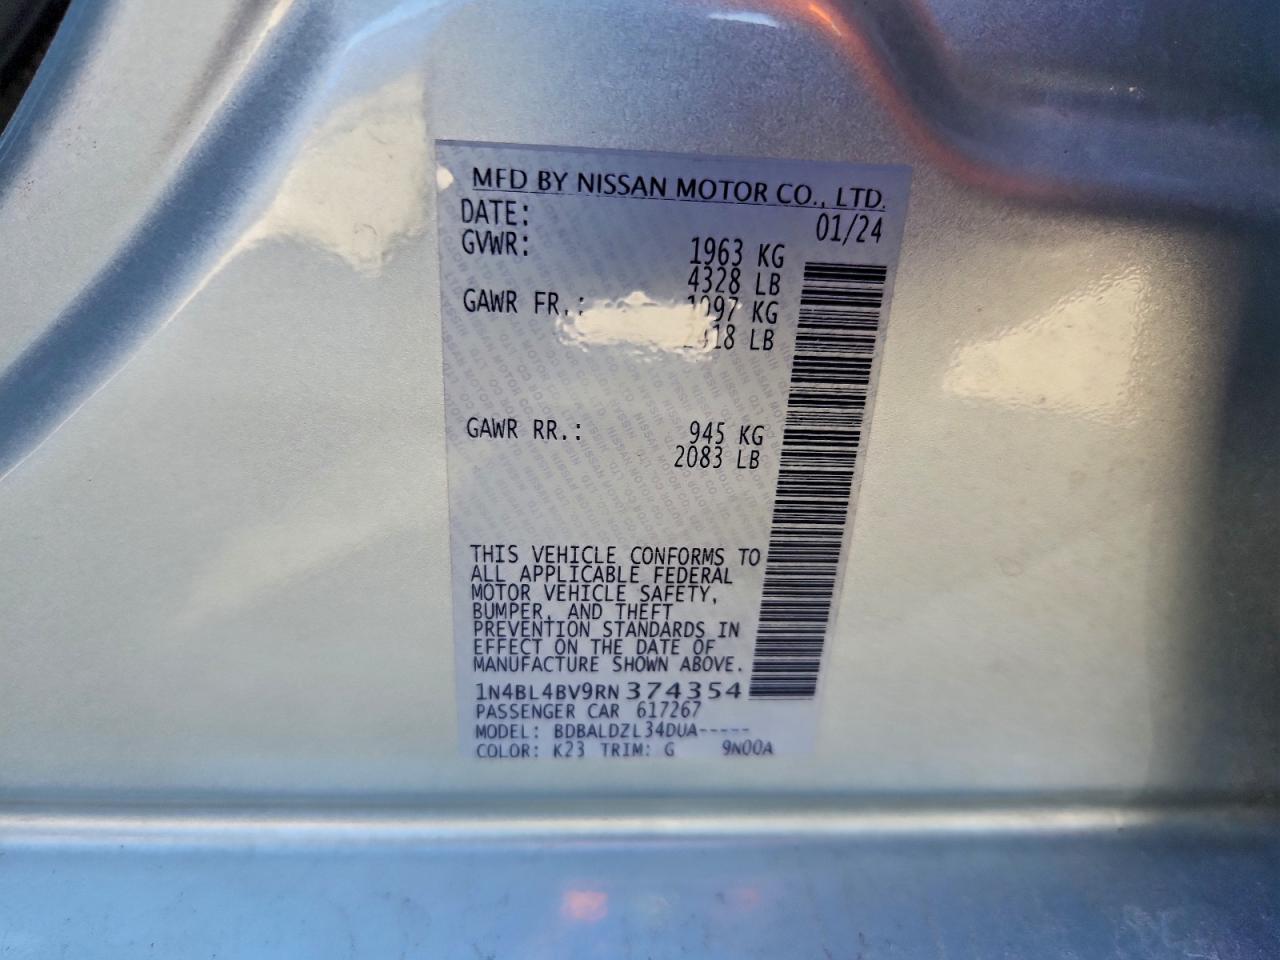 MFD BY NISSAN MOTOR CO., LTD.
DATE: 01/24
GVWR: 1963 KG
4328 LB
GAWR FR.: 1097 KG
LB
GAWR RR.: 945 KG
2083 LB
THIS VEHICLE CONFORMS TO
ALL APPLICABLE FEDERAL
MOTOR VEHICLE SAFETY,
BUMPER, AND THEFT
PREVENTION STANDARDS IN
EFFECT ON THE DATE OF
MANUFACTURE SHOWN ABOVE.
1N4BL4BV9RN374354
PASSENGER CAR 617267
MODEL: BDBALDZL34DUA-----
COLOR: K23 TRIM: G 9N00A